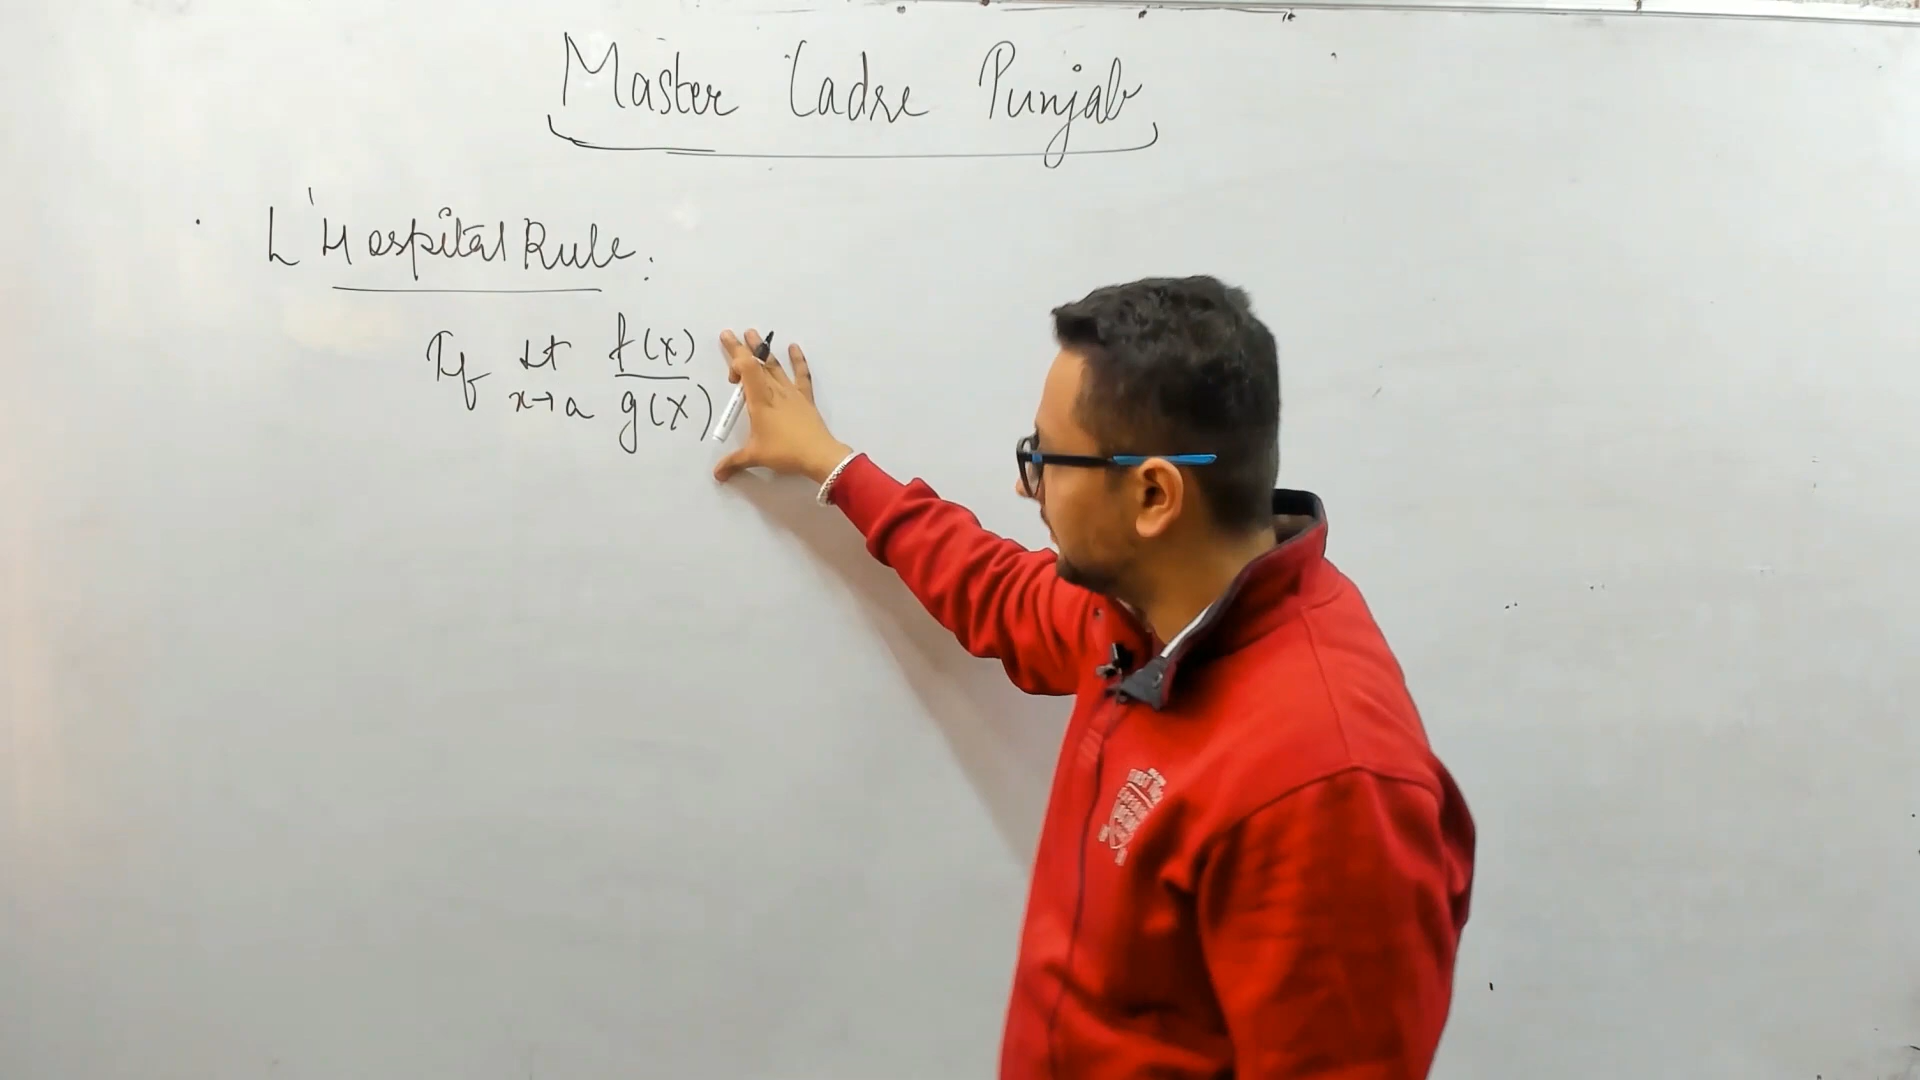 Master Cadre Punjab
L'Hospital Rule:
If Lt f(x)
x→a g(x)